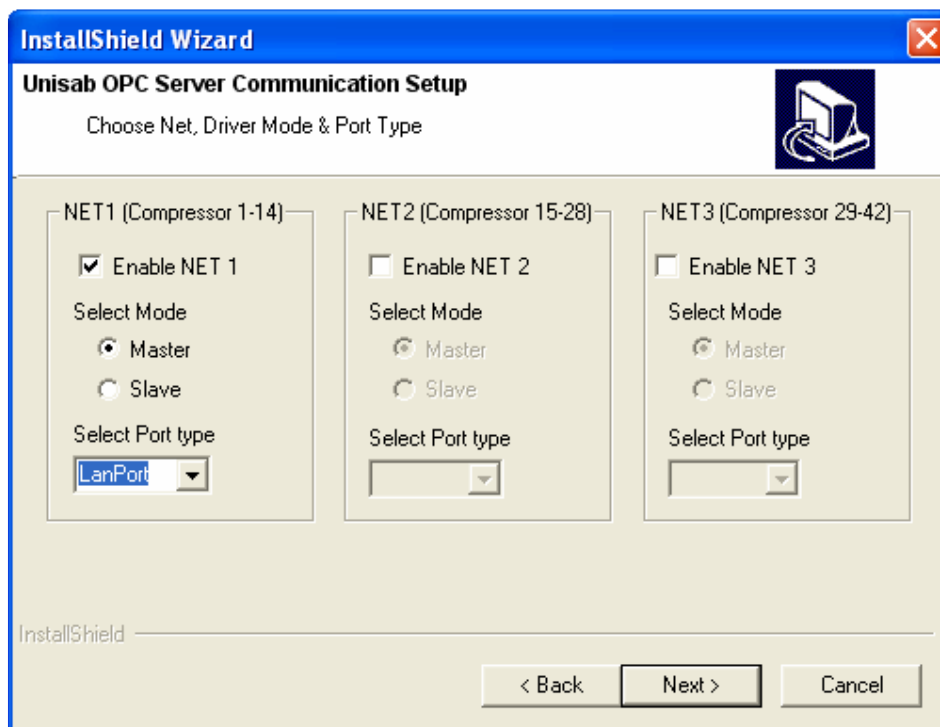 InstallShield Wizard
Unisab OPC Server Communication Setup
Choose Net, Driver Mode & Port Type
NET1 (Compressor 1-14)
Enable NET 1
Select Mode
Master
Slave
Select Port type
LanPort
NET2 (Compressor 15-28)
Enable NET 2
Select Mode
Master
Slave
Select Port type
NET3 (Compressor 29-42)
Enable NET 3
Select Mode
Master
Slave
Select Port type
InstallShield
< Back
Next >
Cancel